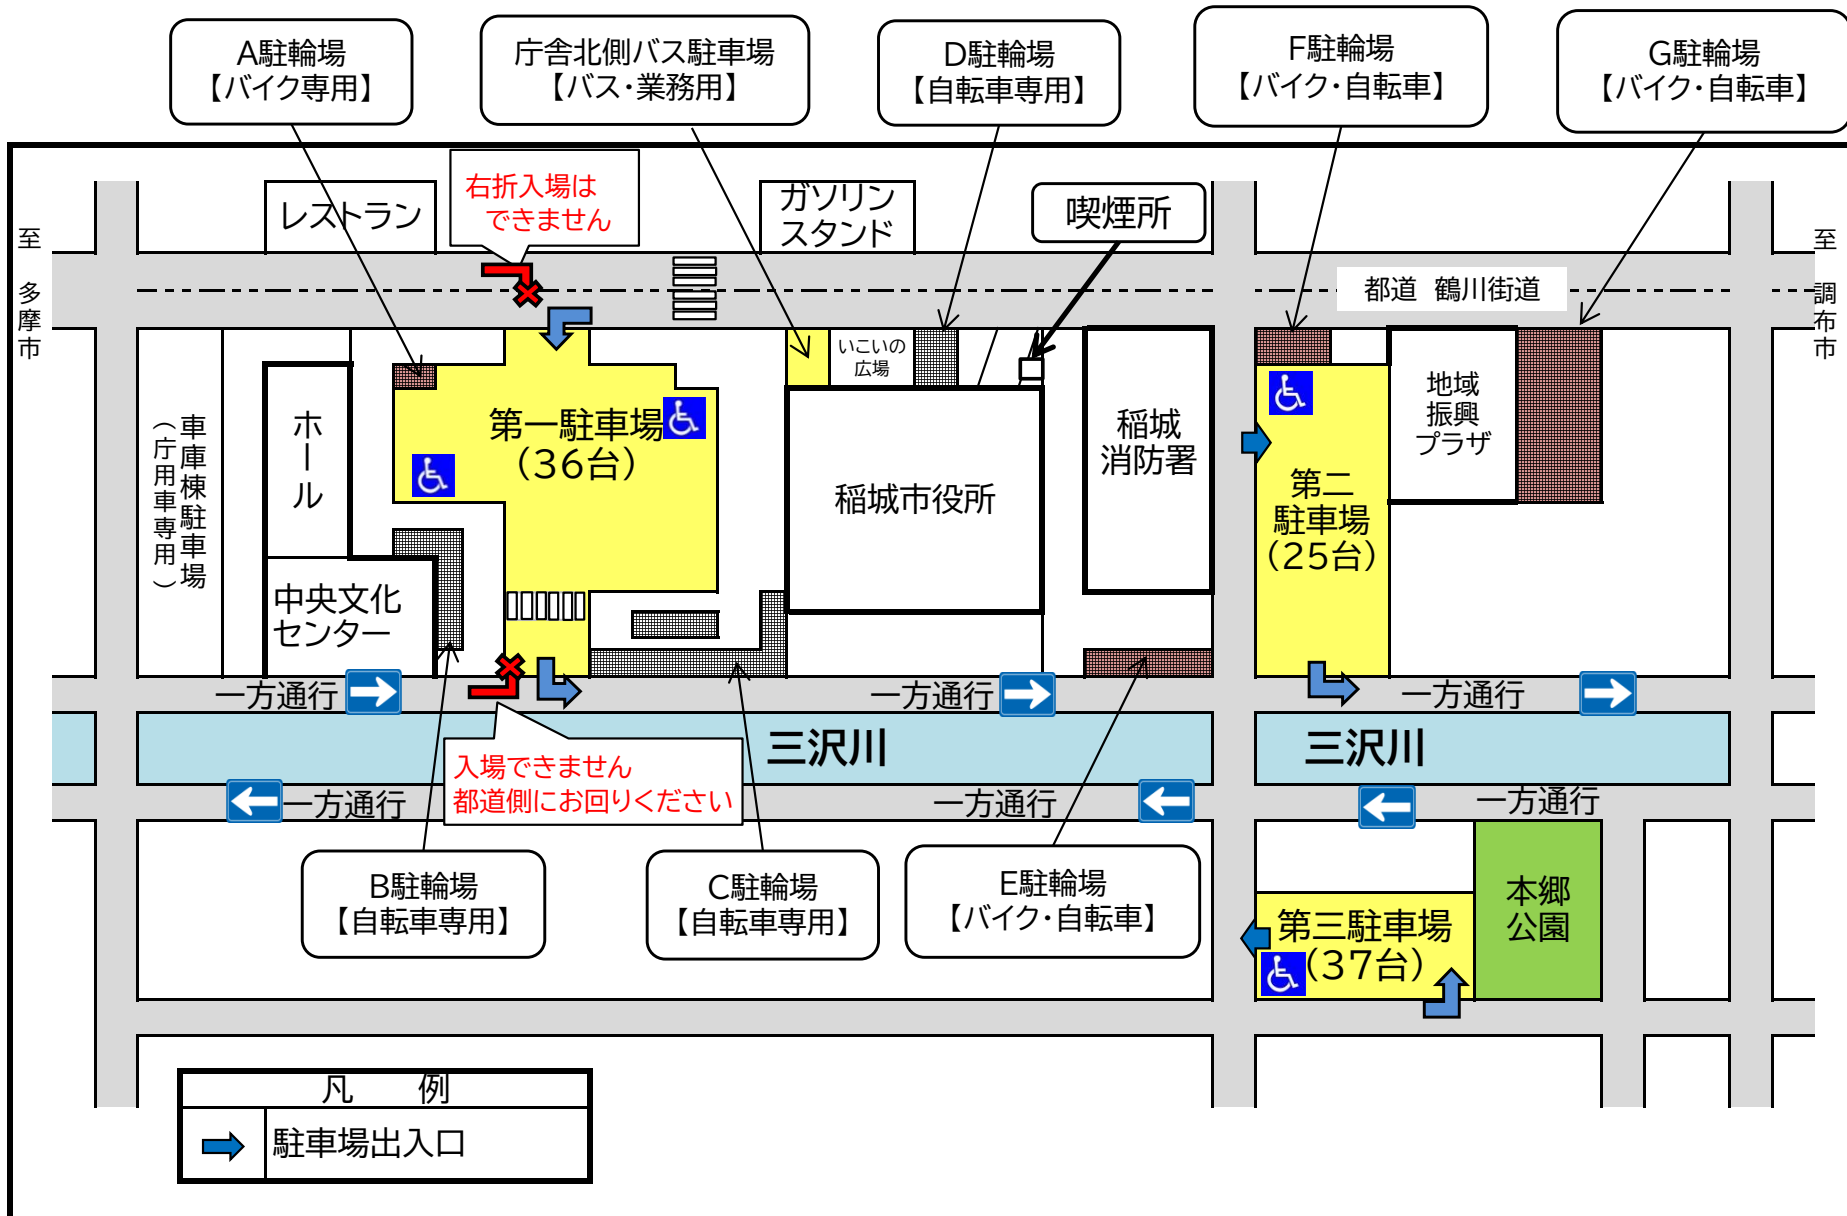 A駐輪場
【バイク専用】
庁舎北側バス駐車場
【バス・業務用】
D駐輪場
【自転車専用】
F駐輪場
【バイク・自転車】
G駐輪場
【バイク・自転車】
右折入場は
できません
レストラン
ガソリン
スタンド
喫煙所
至　多摩市
至　調布市
都道　鶴川街道
いこいの
広場
車庫棟駐車場
（庁用車専用）
ホール
第一駐車場
（36台）
稲城市役所
稲城
消防署
地域
振興
プラザ
第二
駐車場
（25台）
中央文化
センター
一方通行
一方通行
一方通行
三沢川
三沢川
入場できません
都道側にお回りください
一方通行
一方通行
一方通行
B駐輪場
【自転車専用】
C駐輪場
【自転車専用】
E駐輪場
【バイク・自転車】
第三駐車場
（37台）
本郷
公園
凡　例
駐車場出入口